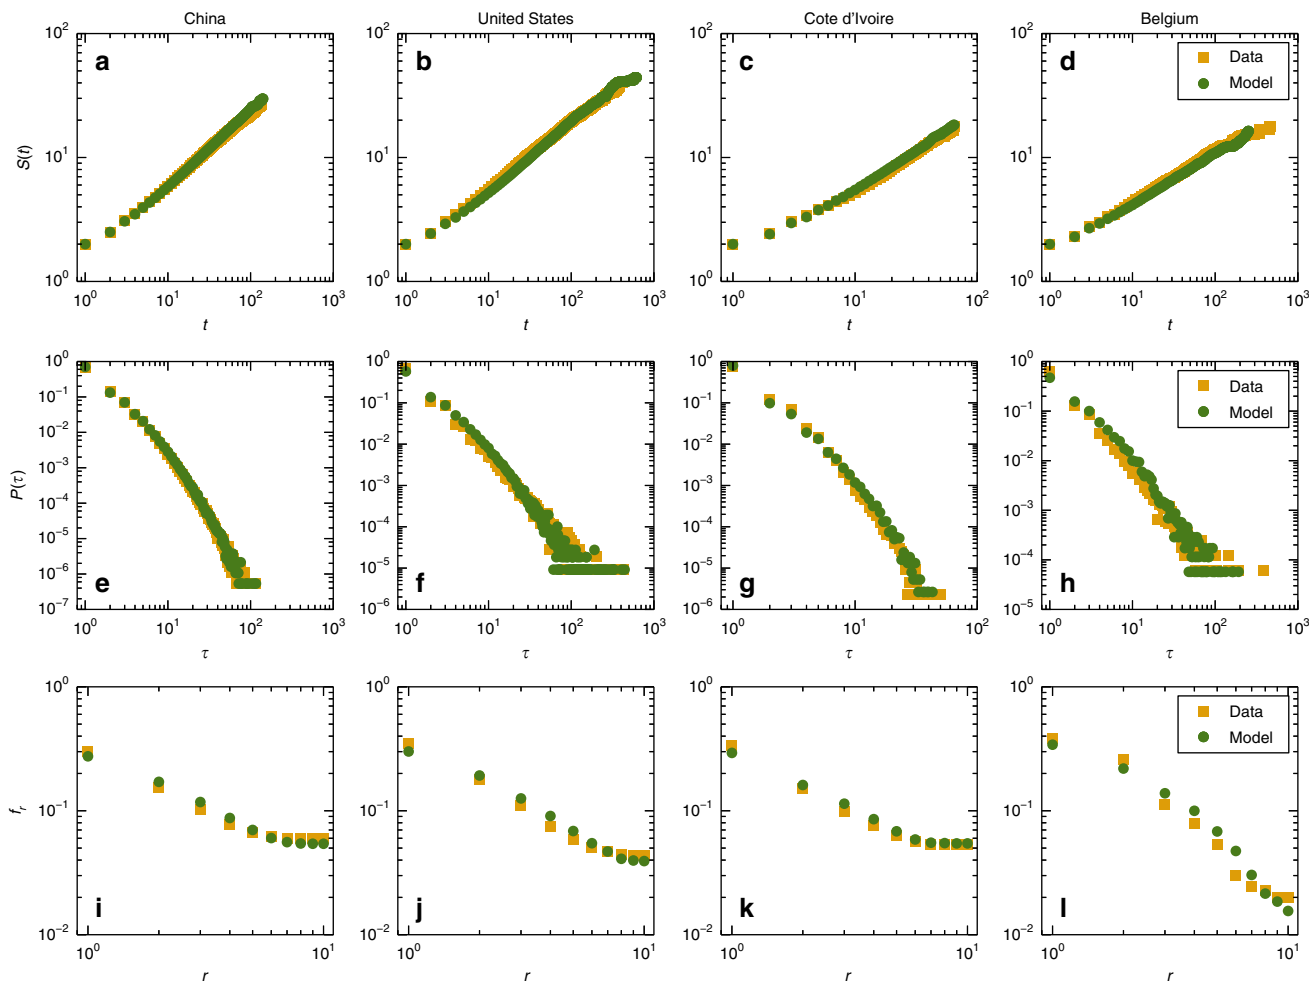 China
United States
Cote d'Ivoire
Belgium
S(t)
10² 10¹ 10⁰
a
10⁰ 10¹ 10² 10³
t
10² 10¹ 10⁰
b
10⁰ 10¹ 10² 10³
t
10² 10¹ 10⁰
c
10⁰ 10¹ 10²
t
10² 10¹ 10⁰
d
Data
Model
10⁰ 10¹ 10² 10³
t
P(τ)
10⁰ 10⁻¹ 10⁻² 10⁻³ 10⁻⁴ 10⁻⁵ 10⁻⁶ 10⁻⁷
e
10⁰ 10¹ 10² 10³
τ
10⁰ 10⁻¹ 10⁻² 10⁻³ 10⁻⁴ 10⁻⁵ 10⁻⁶
f
10⁰ 10¹ 10² 10³
τ
10⁰ 10⁻¹ 10⁻² 10⁻³ 10⁻⁴ 10⁻⁵ 10⁻⁶
g
10⁰ 10¹ 10²
τ
10⁰ 10⁻¹ 10⁻² 10⁻³ 10⁻⁴ 10⁻⁵
h
Data
Model
10⁰ 10¹ 10² 10³
τ
fᵣ
10⁰ 10⁻¹ 10⁻²
i
10⁰ 10¹
r
10⁰ 10⁻¹ 10⁻²
j
10⁰ 10¹
r
10⁰ 10⁻¹ 10⁻²
k
10⁰ 10¹
r
10⁰ 10⁻¹ 10⁻²
l
Data
Model
10⁰ 10¹
r